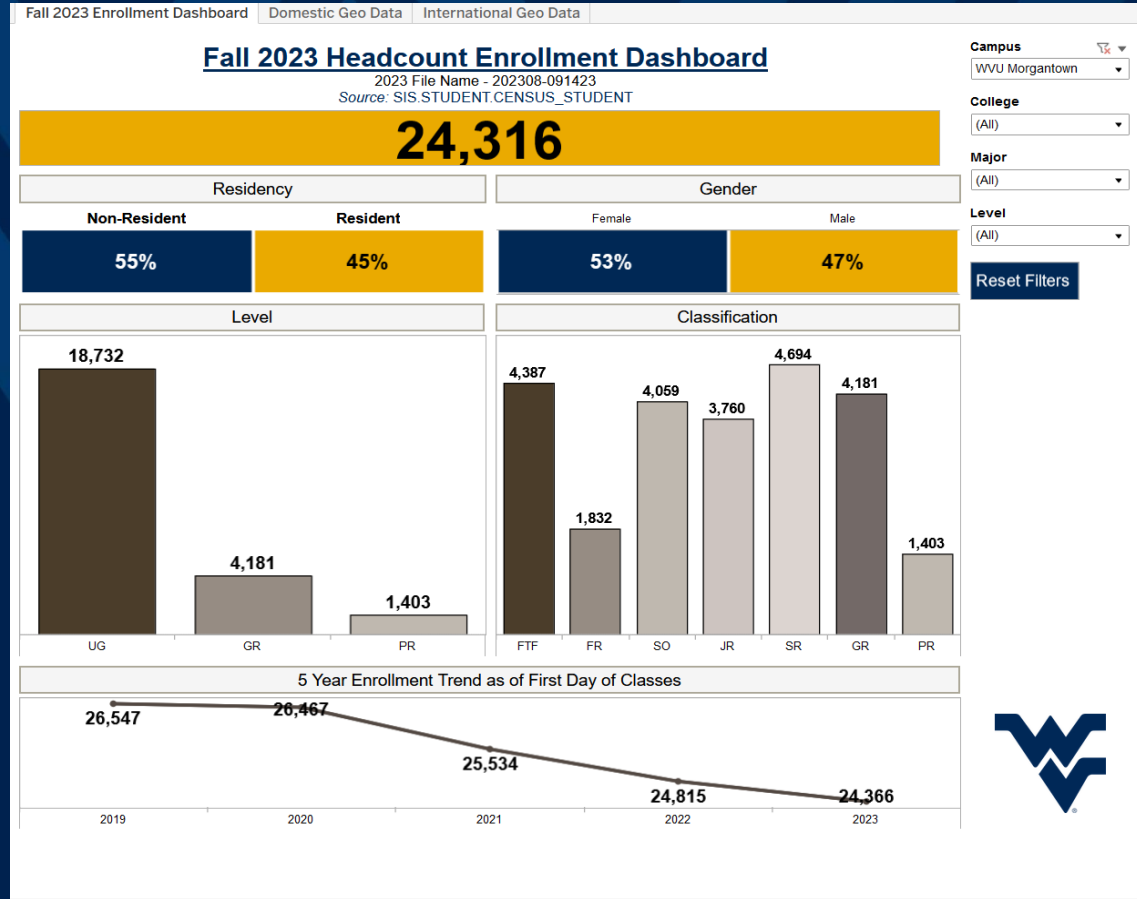 Fall 2023 Enrollment Dashboard Domestic Geo Data International Geo Data
Fall 2023 Headcount Enrollment Dashboard
2023 File Name - 202308-091423
Source: SIS.STUDENT.CENSUS_STUDENT
24,316
Campus
WVU Morgantown
College
(All)
Major
(All)
Level
(All)
Reset Filters
Residency
Non-Resident Resident
55% 45%
Gender
Female Male
53% 47%
Level
18,732
4,181
1,403
UG GR PR
Classification
4,387
1,832
4,059
3,760
4,694
4,181
1,403
FTF FR SO JR SR GR PR
5 Year Enrollment Trend as of First Day of Classes
26,547
26,467
25,534
24,815
24,366
2019 2020 2021 2022 2023
WV